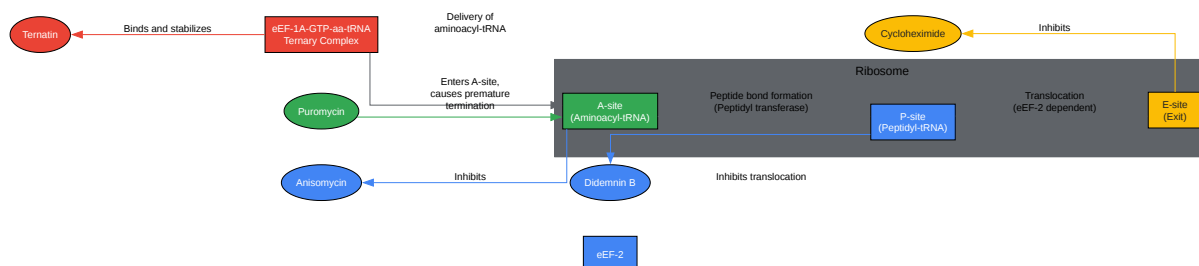 Ternatin
Binds and stabilizes
eEF-1A-GTP-aa-tRNA
Ternary Complex
Delivery of
aminoacyl-tRNA
Cycloheximide
Inhibits
Ribosome
Puromycin
Enters A-site,
causes premature
termination
A-site
(Aminoacyl-tRNA)
Peptide bond formation
(Peptidyl transferase)
P-site
(Peptidyl-tRNA)
Translocation
(eEF-2 dependent)
E-site
(Exit)
Anisomycin
Inhibits
Didemnin B
Inhibits translocation
eEF-2